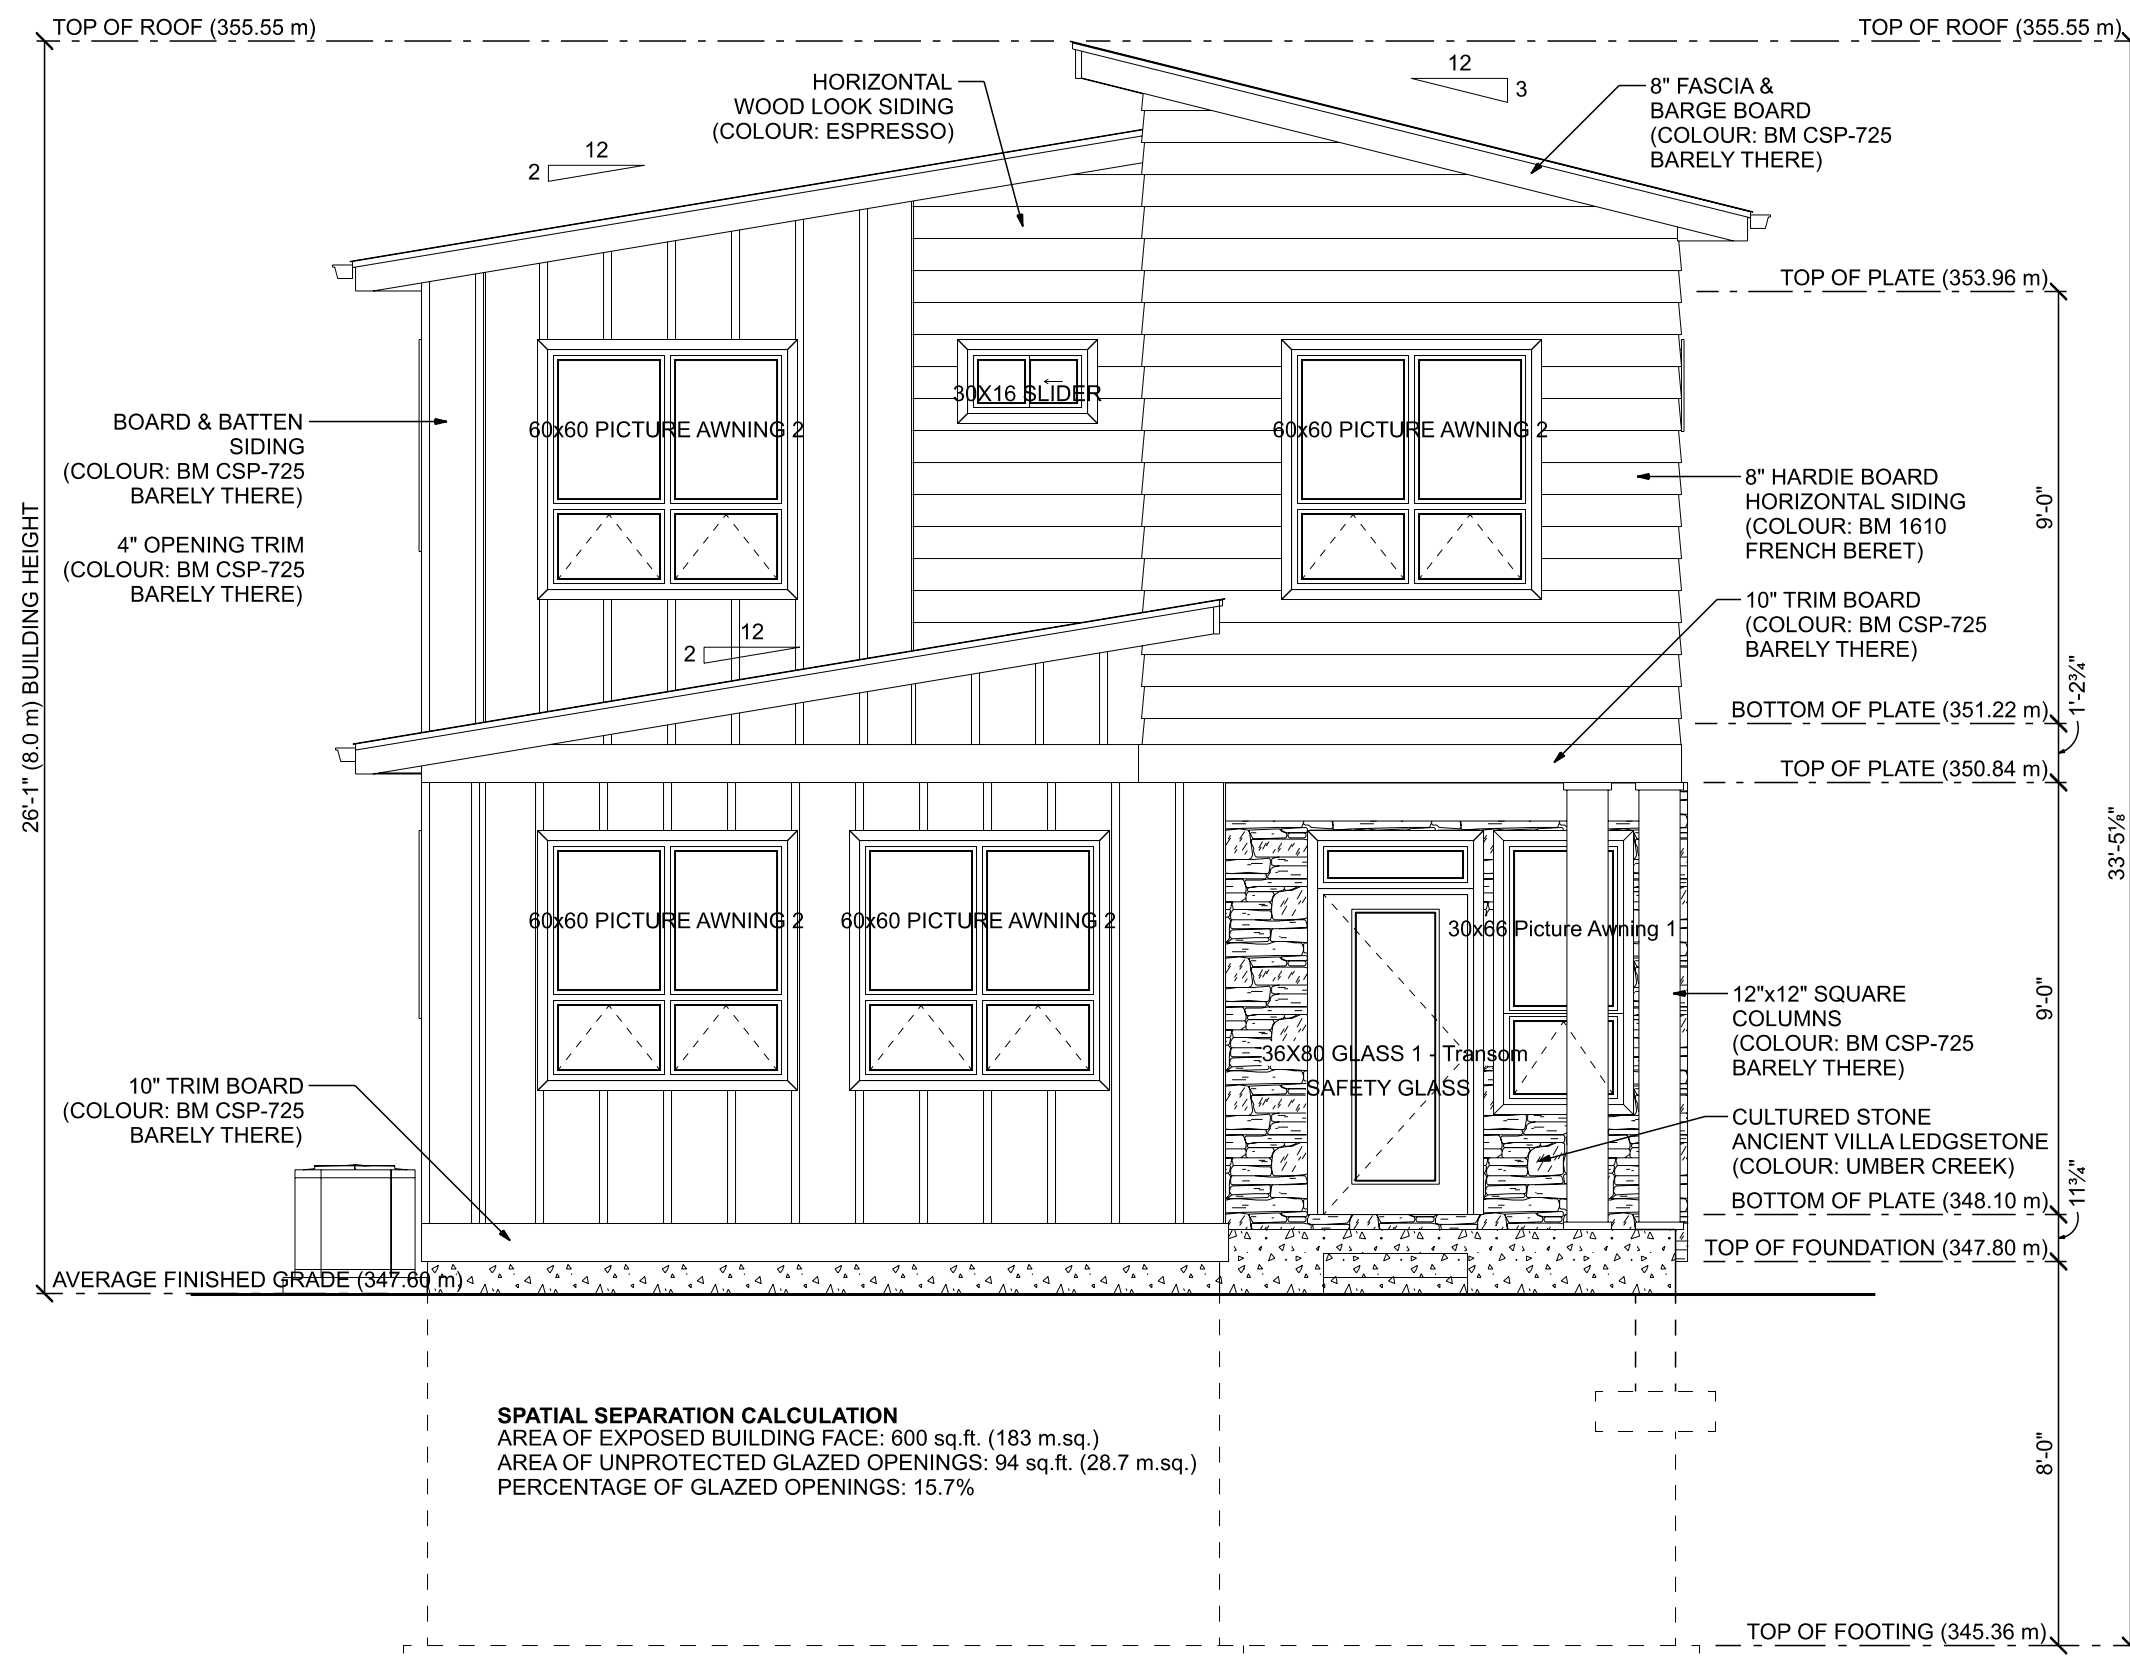 TOP OF ROOF (355.55 m)
TOP OF ROOF (355.55 m)
12
3
HORIZONTAL
WOOD LOOK SIDING
(COLOUR: ESPRESSO)
8" FASCIA &
BARGE BOARD
(COLOUR: BM CSP-725
BARELY THERE)
12
2
TOP OF PLATE (353.96 m)
30X16 SLIDER
60x60 PICTURE AWNING 2
60x60 PICTURE AWNING 2
BOARD & BATTEN
SIDING
(COLOUR: BM CSP-725
BARELY THERE)
4" OPENING TRIM
(COLOUR: BM CSP-725
BARELY THERE)
8" HARDIE BOARD
HORIZONTAL SIDING
(COLOUR: BM 1610
FRENCH BERET)
9'-0"
26'-1" (8.0 m) BUILDING HEIGHT
10" TRIM BOARD
(COLOUR: BM CSP-725
BARELY THERE)
12
2
1'-2¾"
BOTTOM OF PLATE (351.22 m)
TOP OF PLATE (350.84 m)
33'-5⅛"
60x60 PICTURE AWNING 2
60x60 PICTURE AWNING 2
30x66 Picture Awning 1
9'-0"
12"x12" SQUARE
COLUMNS
(COLOUR: BM CSP-725
BARELY THERE)
36X80 GLASS 1 - Transom
SAFETY GLASS
10" TRIM BOARD
(COLOUR: BM CSP-725
BARELY THERE)
CULTURED STONE
ANCIENT VILLA LEDGSETONE
(COLOUR: UMBER CREEK)
11¾"
BOTTOM OF PLATE (348.10 m)
TOP OF FOUNDATION (347.80 m)
AVERAGE FINISHED GRADE (347.60 m)
SPATIAL SEPARATION CALCULATION
AREA OF EXPOSED BUILDING FACE: 600 sq.ft. (183 m.sq.)
AREA OF UNPROTECTED GLAZED OPENINGS: 94 sq.ft. (28.7 m.sq.)
PERCENTAGE OF GLAZED OPENINGS: 15.7%
8'-0"
TOP OF FOOTING (345.36 m)